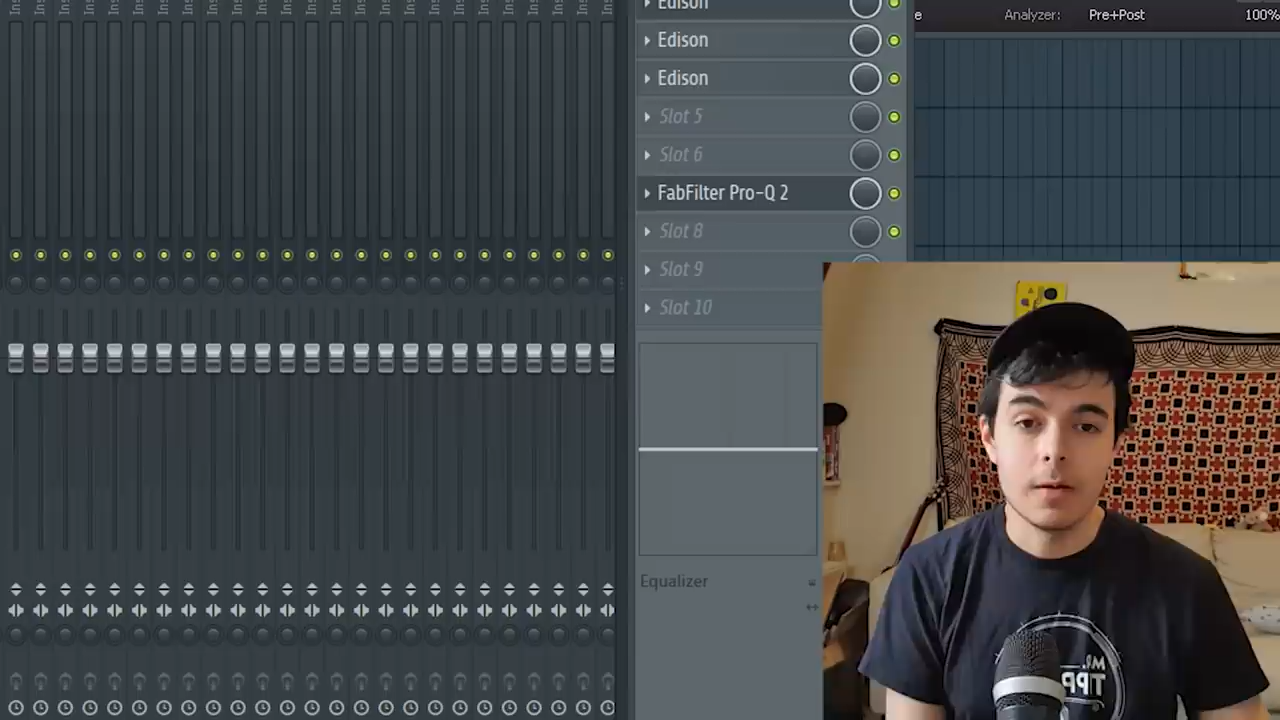 Edison
Edison
Edison
Slot 5
Slot 6
FabFilter Pro-Q 2
Slot 8
Slot 9
Slot 10
Equalizer
e Analyzer: Pre+Post 100%